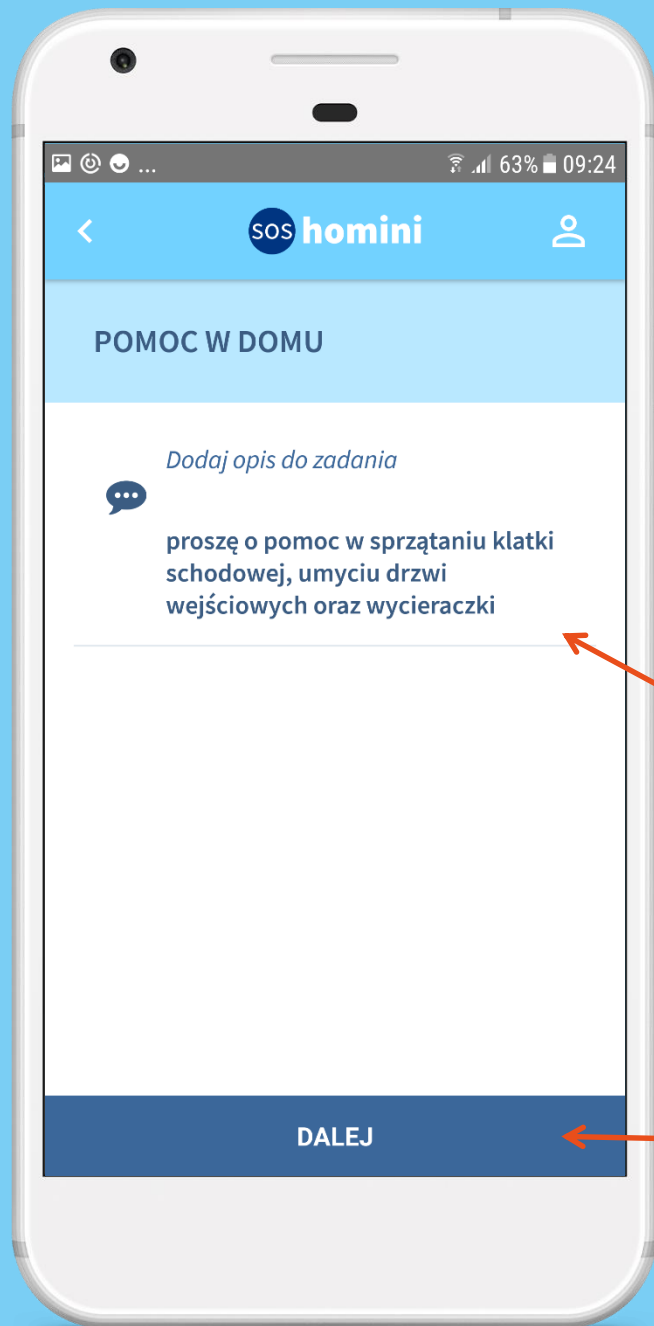 ... 63% 09:24
sos homini
POMOC W DOMU
Dodaj opis do zadania
proszę o pomoc w sprzątaniu klatki
schodowej, umyciu drzwi
wejściowych oraz wycieraczki
DALEJ